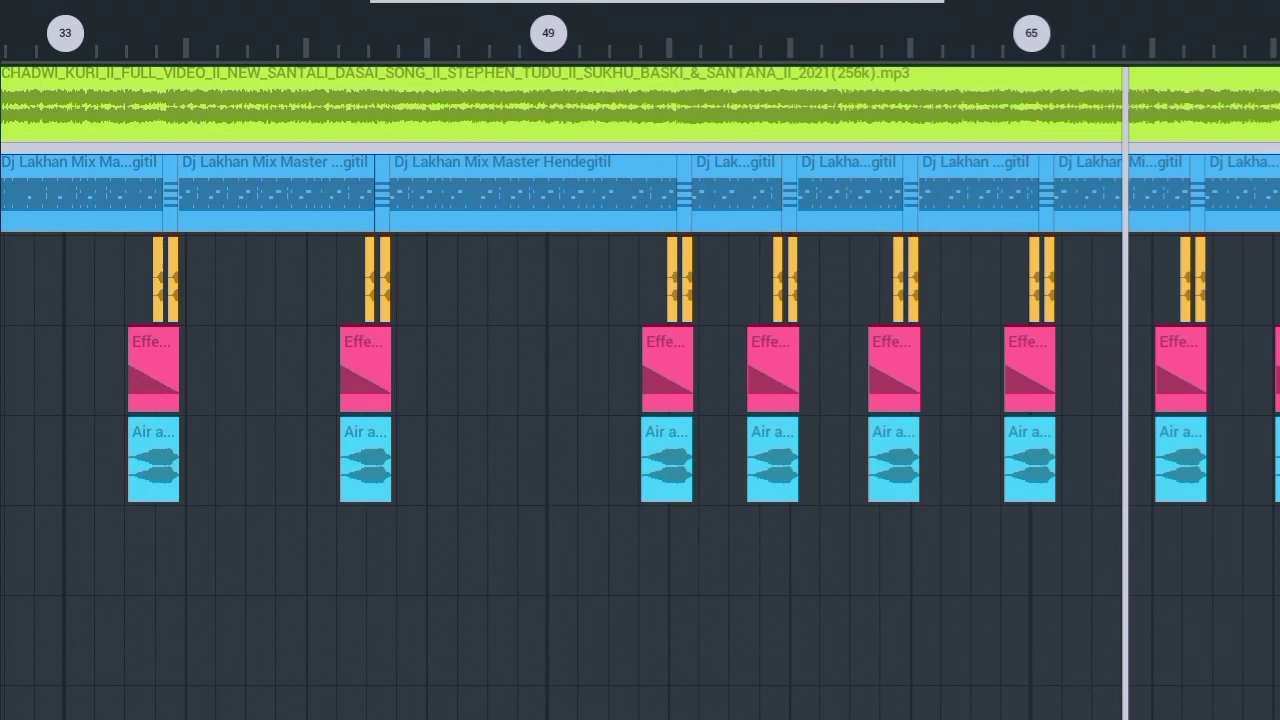 33 49 65
CHADWI_KURI_II_FULL_VIDEO_II_NEW_SANTALI_DASAI_SONG_II_STEPHEN_TUDU_II_SUKHU_BASKI_&_SANTANA_II_2021(256k).mp3
Dj Lakhan Mix Ma...gitil Dj Lakhan Mix Master ...gitil Dj Lakhan Mix Master Hendegitil Dj Lak...gitil Dj Lakha...gitil Dj Lakhan ...gitil Dj Lakhan Mi...gitil Dj Lakha...
Effe... Effe... Effe... Effe... Effe... Effe... Effe...
Air a... Air a... Air a... Air a... Air a... Air a... Air a...